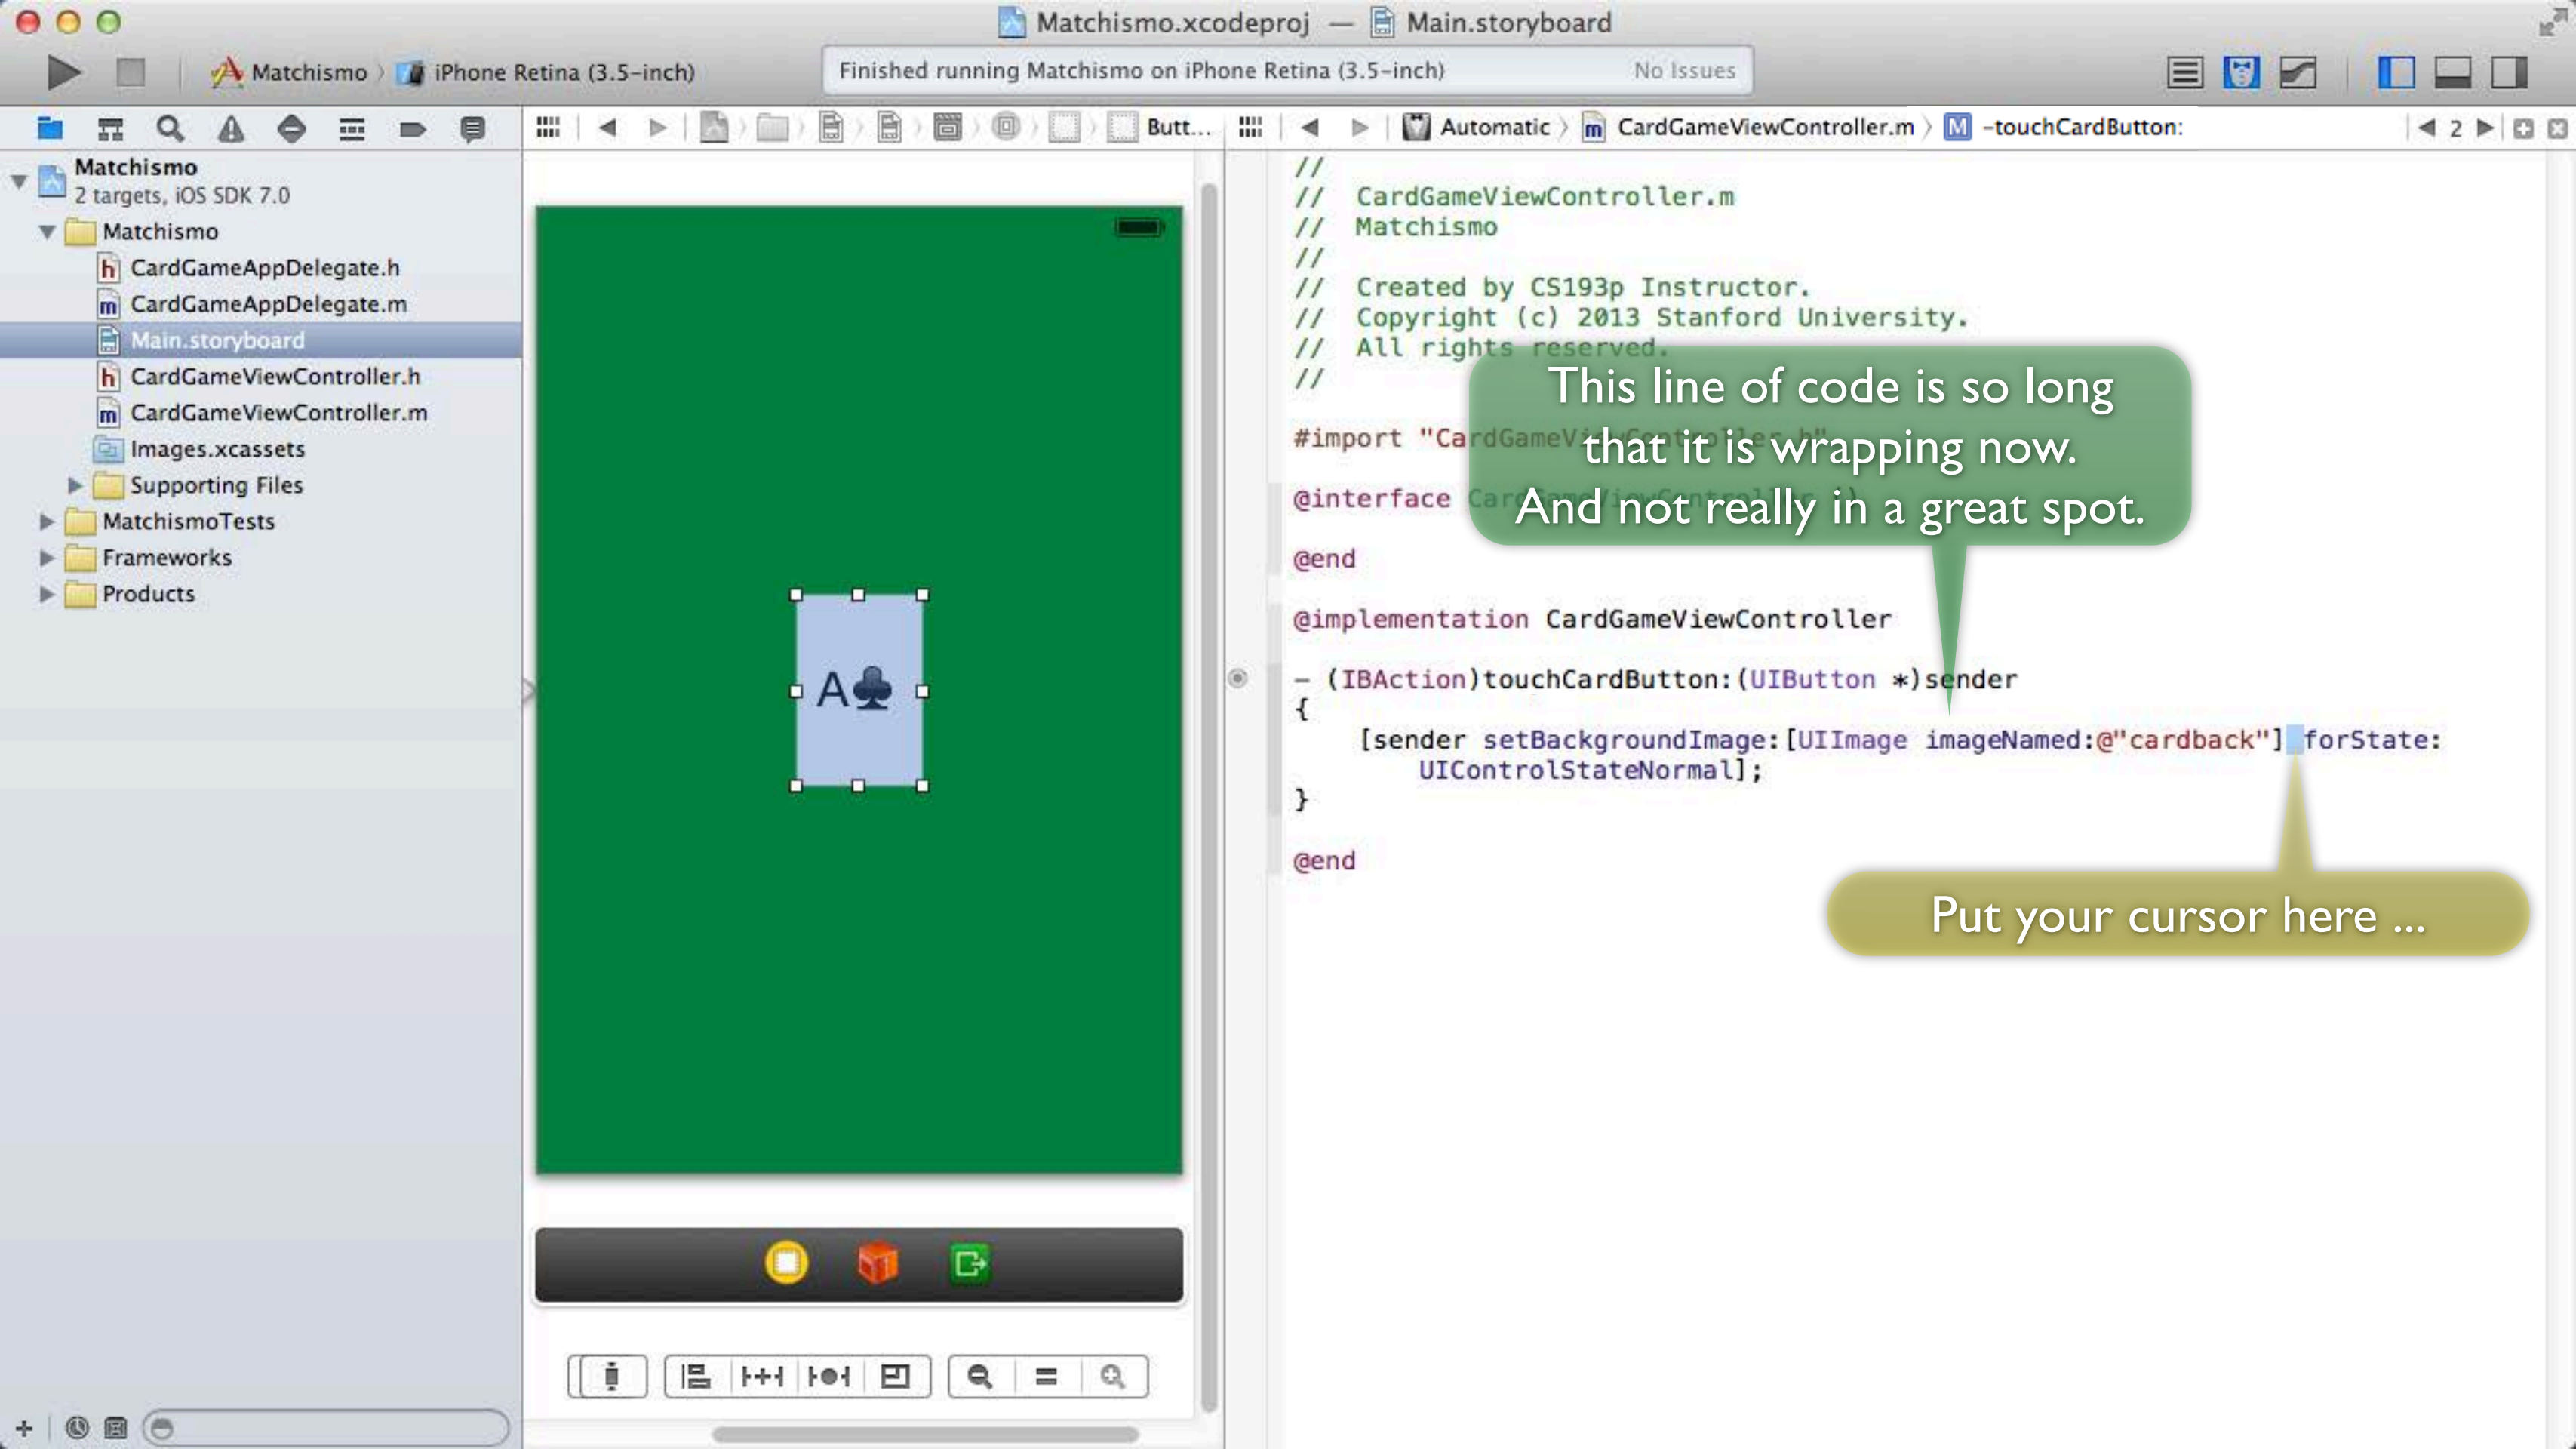 Matchismo.xcodeproj — Main.storyboard
Matchismo
iPhone Retina (3.5-inch)
Finished running Matchismo on iPhone Retina (3.5-inch)
No Issues
Butt...
Automatic
CardGameViewController.m
M
-touchCardButton:
2
Matchismo
2 targets, iOS SDK 7.0
Matchismo
h CardGameAppDelegate.h
m CardGameAppDelegate.m
Main.storyboard
h CardGameViewController.h
m CardGameViewController.m
Images.xcassets
Supporting Files
MatchismoTests
Frameworks
Products
A♣
//
// CardGameViewController.m
// Matchismo
//
// Created by CS193p Instructor.
// Copyright (c) 2013 Stanford University.
// All rights reserved.
//
#import "CardGameViewController.h"
@interface CardGameViewController ()
@end
@implementation CardGameViewController
- (IBAction)touchCardButton:(UIButton *)sender
{
[sender setBackgroundImage:[UIImage imageNamed:@"cardback"] forState:
UIControlStateNormal];
}
@end
This line of code is so long
that it is wrapping now.
And not really in a great spot.
Put your cursor here ...